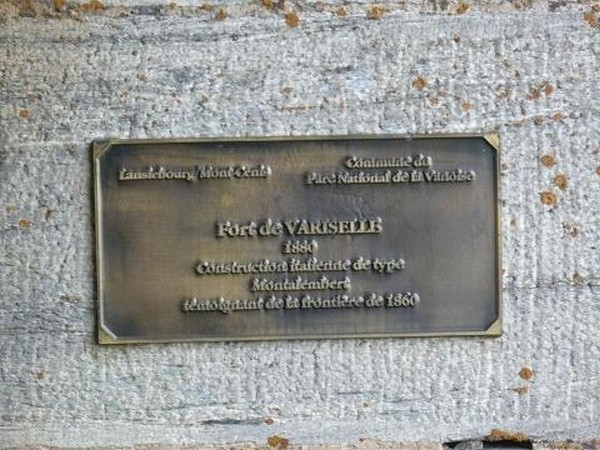 Lanslebourg/Mont-Cenis
Commune du
Parc National de la Vanoise
Fort de VARISELLE
1880
Construction italienne de type
Montalembert
témoignant de la frontière de 1860